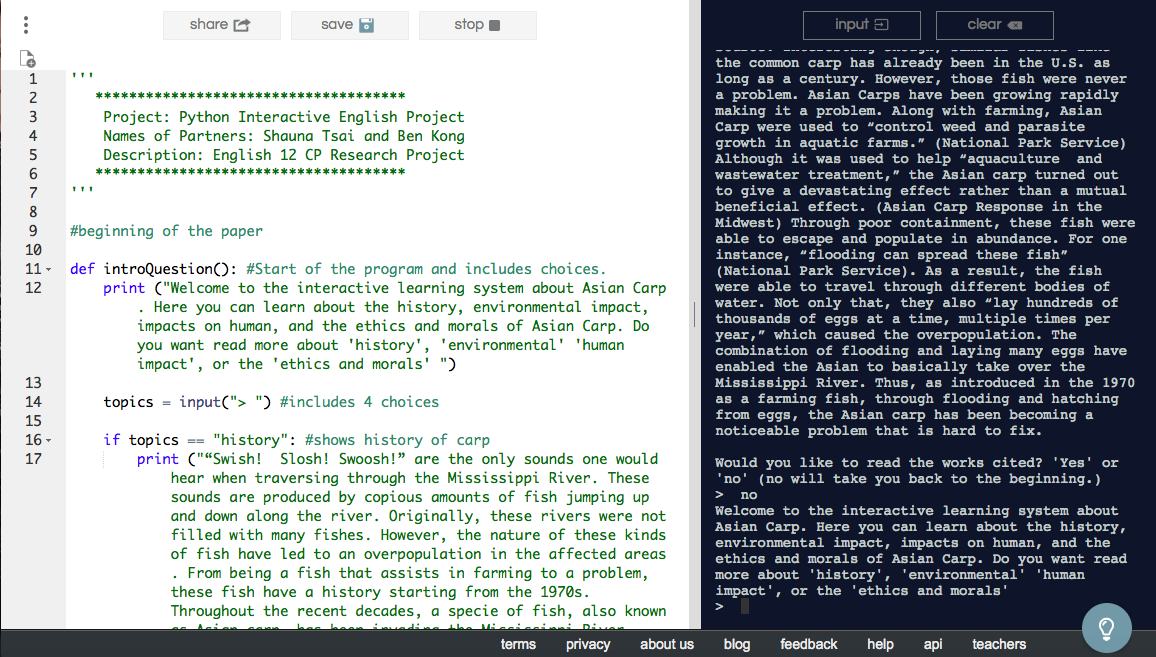 share save stop
input clear
1 '''
2 *************************************
3 Project: Python Interactive English Project
4 Names of Partners: Shauna Tsai and Ben Kong
5 Description: English 12 CP Research Project
6 *************************************
7 '''
8
9 #beginning of the paper
10
11 def introQuestion(): #Start of the program and includes choices.
12 print ("Welcome to the interactive learning system about Asian Carp
. Here you can learn about the history, environmental impact,
impacts on human, and the ethics and morals of Asian Carp. Do
you want read more about 'history', 'environmental' 'human
impact', or the 'ethics and morals' ")
13
14 topics = input("> ") #includes 4 choices
15
16 if topics == "history": #shows history of carp
17 print ("“Swish!  Slosh! Swoosh!” are the only sounds one would
hear when traversing through the Mississippi River. These
sounds are produced by copious amounts of fish jumping up
and down along the river. Originally, these rivers were not
filled with many fishes. However, the nature of these kinds
of fish have led to an overpopulation in the affected areas
. From being a fish that assists in farming to a problem,
these fish have a history starting from the 1970s.
Throughout the recent decades, a specie of fish, also known
as Asian carp, has been invading the Mississippi River
the common carp has already been in the U.S. as
long as a century. However, those fish were never
a problem. Asian Carps have been growing rapidly
making it a problem. Along with farming, Asian
Carp were used to “control weed and parasite
growth in aquatic farms.” (National Park Service)
Although it was used to help “aquaculture  and
wastewater treatment,” the Asian carp turned out
to give a devastating effect rather than a mutual
beneficial effect. (Asian Carp Response in the
Midwest) Through poor containment, these fish were
able to escape and populate in abundance. For one
instance, “flooding can spread these fish”
(National Park Service). As a result, the fish
were able to travel through different bodies of
water. Not only that, they also “lay hundreds of
thousands of eggs at a time, multiple times per
year,” which caused the overpopulation. The
combination of flooding and laying many eggs have
enabled the Asian to basically take over the
Mississippi River. Thus, as introduced in the 1970
as a farming fish, through flooding and hatching
from eggs, the Asian carp has been becoming a
noticeable problem that is hard to fix.
Would you like to read the works cited? 'Yes' or
'no' (no will take you back to the beginning.)
>  no
Welcome to the interactive learning system about
Asian Carp. Here you can learn about the history,
environmental impact, impacts on human, and the
ethics and morals of Asian Carp. Do you want read
more about 'history', 'environmental' 'human
impact', or the 'ethics and morals'
>
terms privacy about us blog feedback help api teachers